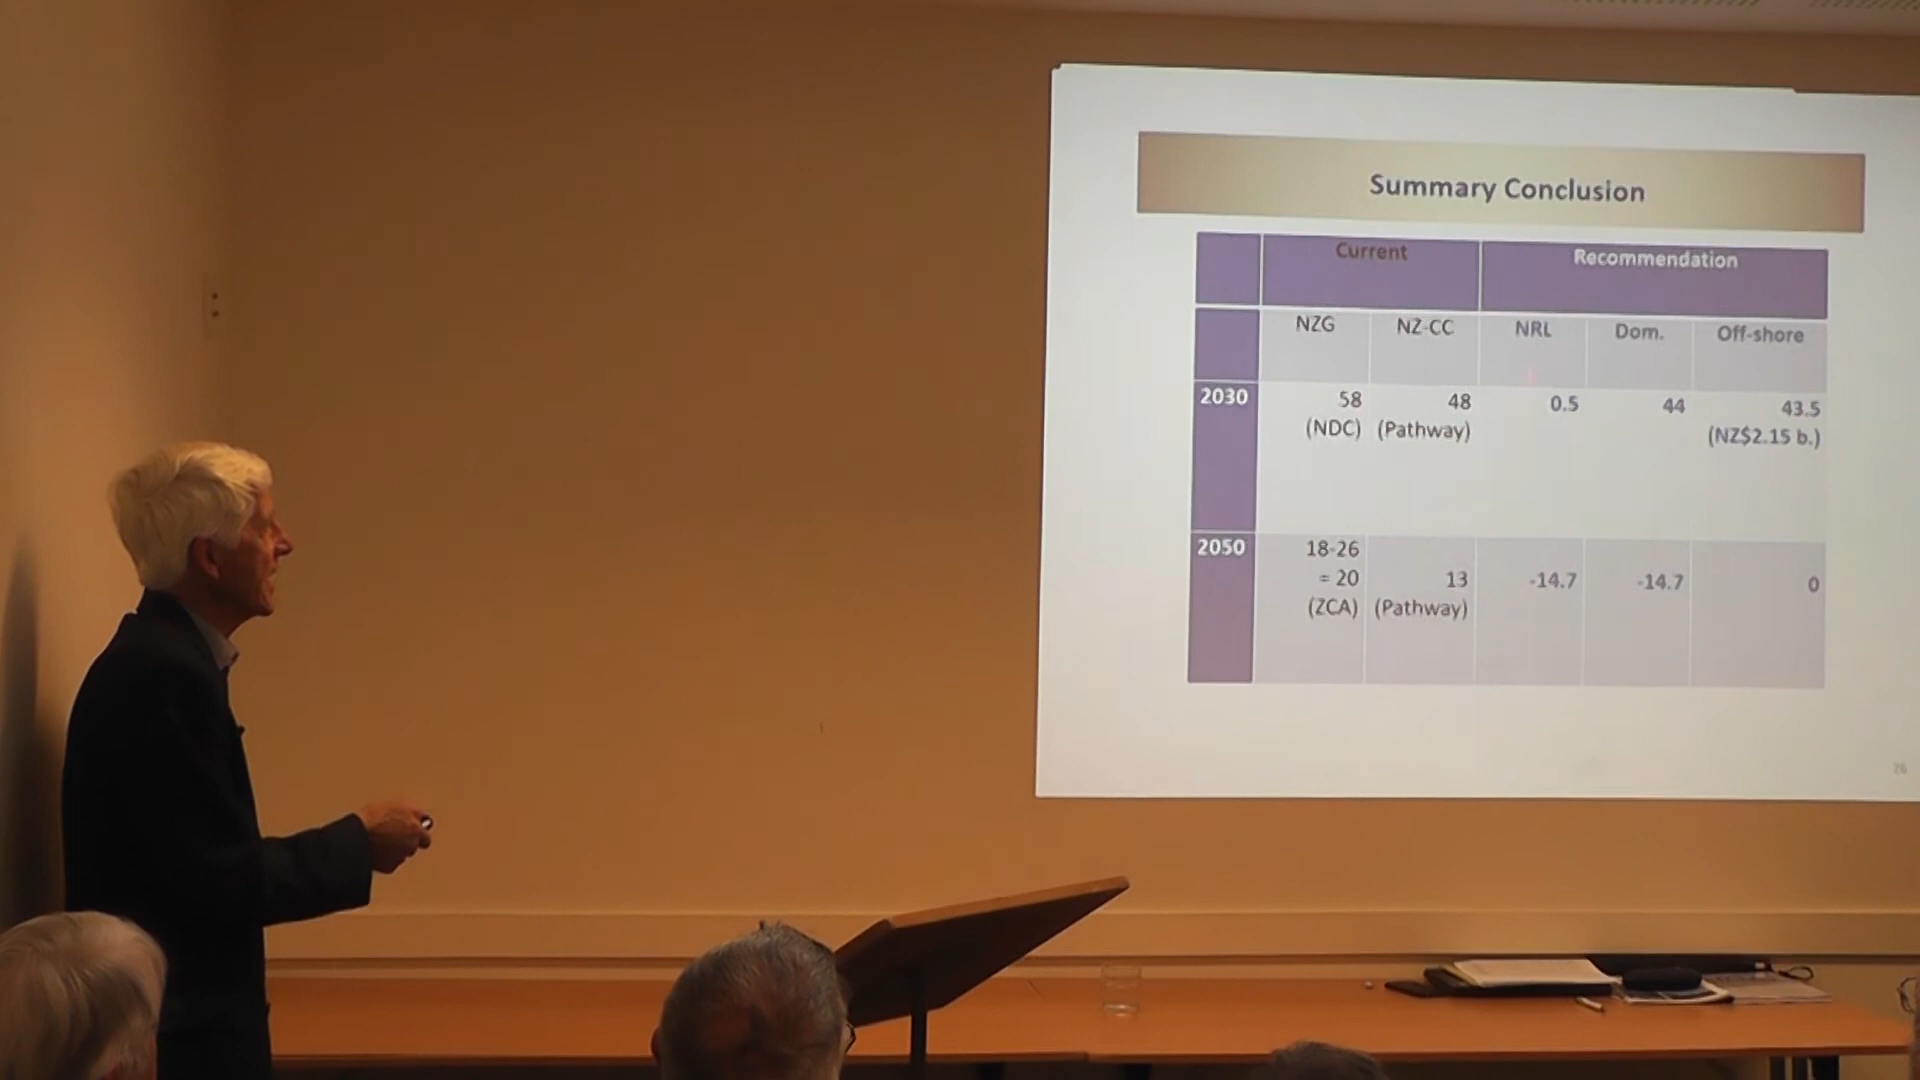 Summary Conclusion
Current Recommendation
NZG NZ-CC NRL Dom. Off-shore
2030 58 48 0.5 44 43.5
(NDC) (Pathway) (NZ$2.15 b.)
2050 18-26
= 20 13 -14.7 -14.7 0
(ZCA) (Pathway)
26